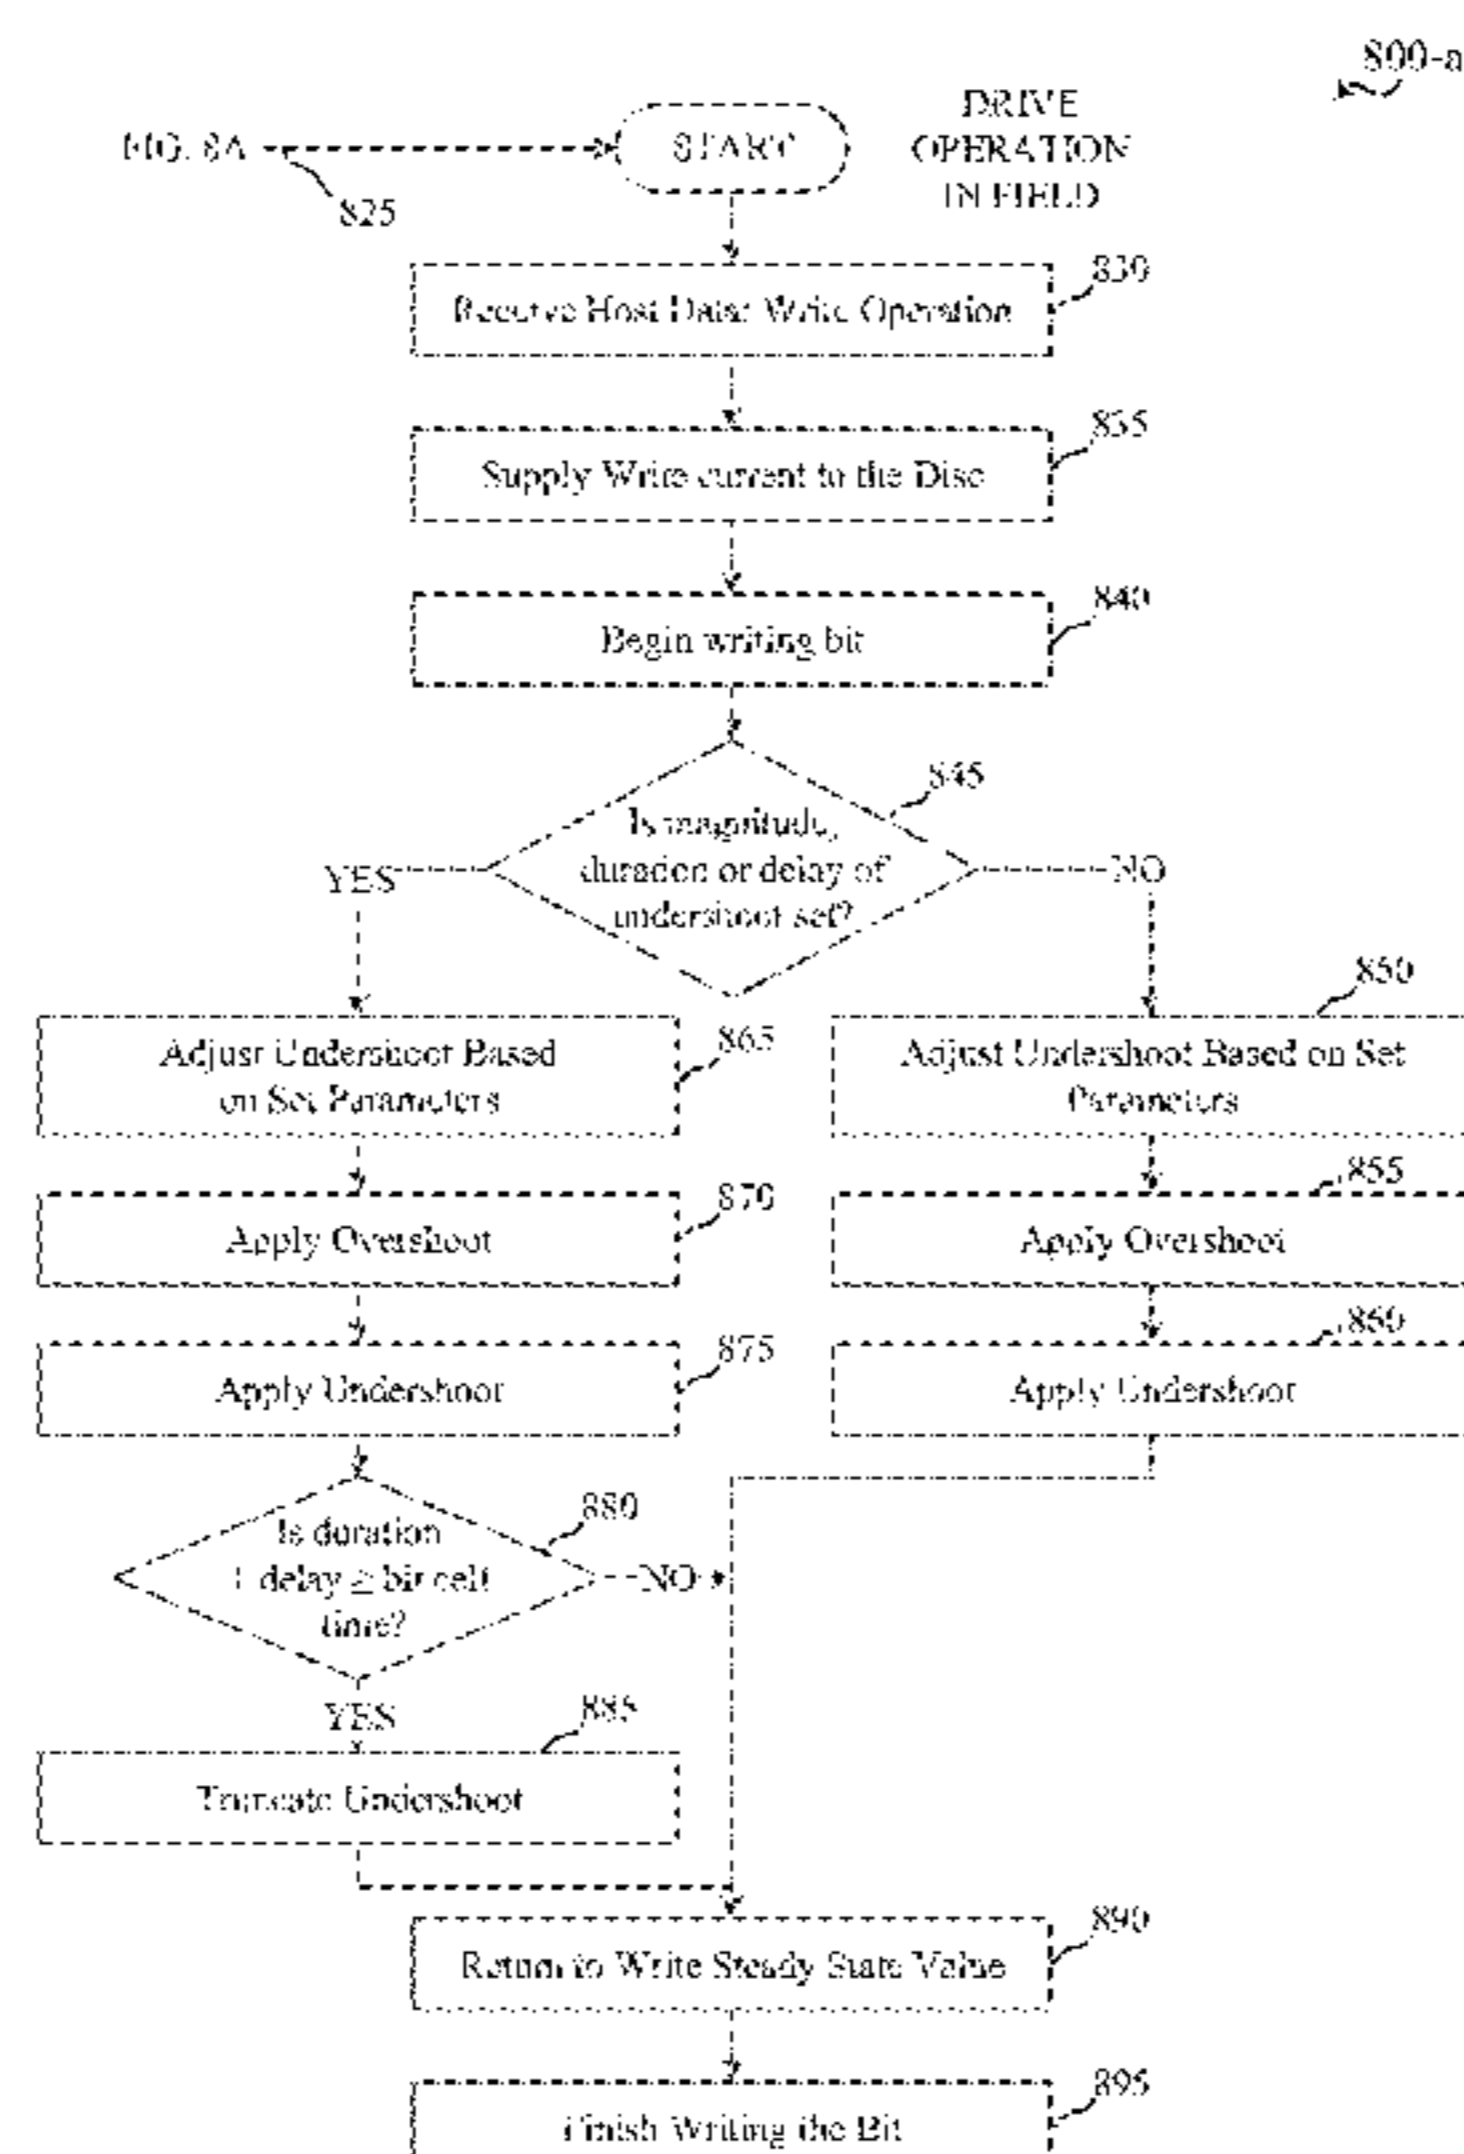 800-a
FIG. 8A
START
DRIVE
OPERATION
IN FIELD
825
830
Receive Host Data: Write Operation
835
Supply Write current to the Disc
840
Begin writing bit
845
Is magnitude,
duration or delay of
undershoot set?
YES
NO
865
Adjust Undershoot Based
on Set Parameters
850
Adjust Undershoot Based on Set
Parameters
870
Apply Overshoot
855
Apply Overshoot
875
Apply Undershoot
860
Apply Undershoot
880
Is duration
+ delay ≥ bit cell
time?
NO
YES
885
Truncate Undershoot
890
Return to Write Steady State Value
895
Finish Writing the Bit